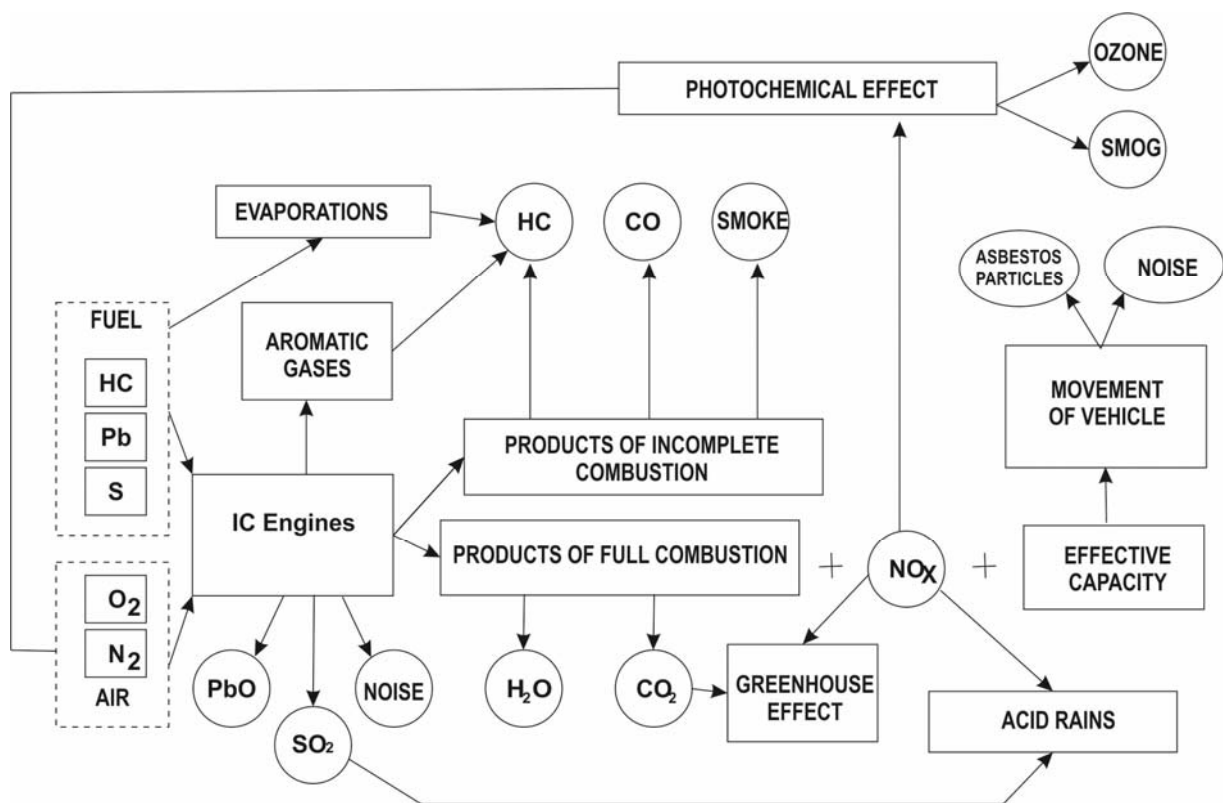 OZONE
PHOTOCHEMICAL EFFECT
SMOG
EVAPORATIONS
HC
CO
SMOKE
ASBESTOS
PARTICLES
NOISE
FUEL
HC
Pb
S
AROMATIC
GASES
MOVEMENT
OF VEHICLE
PRODUCTS OF INCOMPLETE
COMBUSTION
IC Engines
PRODUCTS OF FULL COMBUSTION
+
NOX
+
EFFECTIVE
CAPACITY
O2
N2
AIR
PbO
SO2
NOISE
H2O
CO2
GREENHOUSE
EFFECT
ACID RAINS